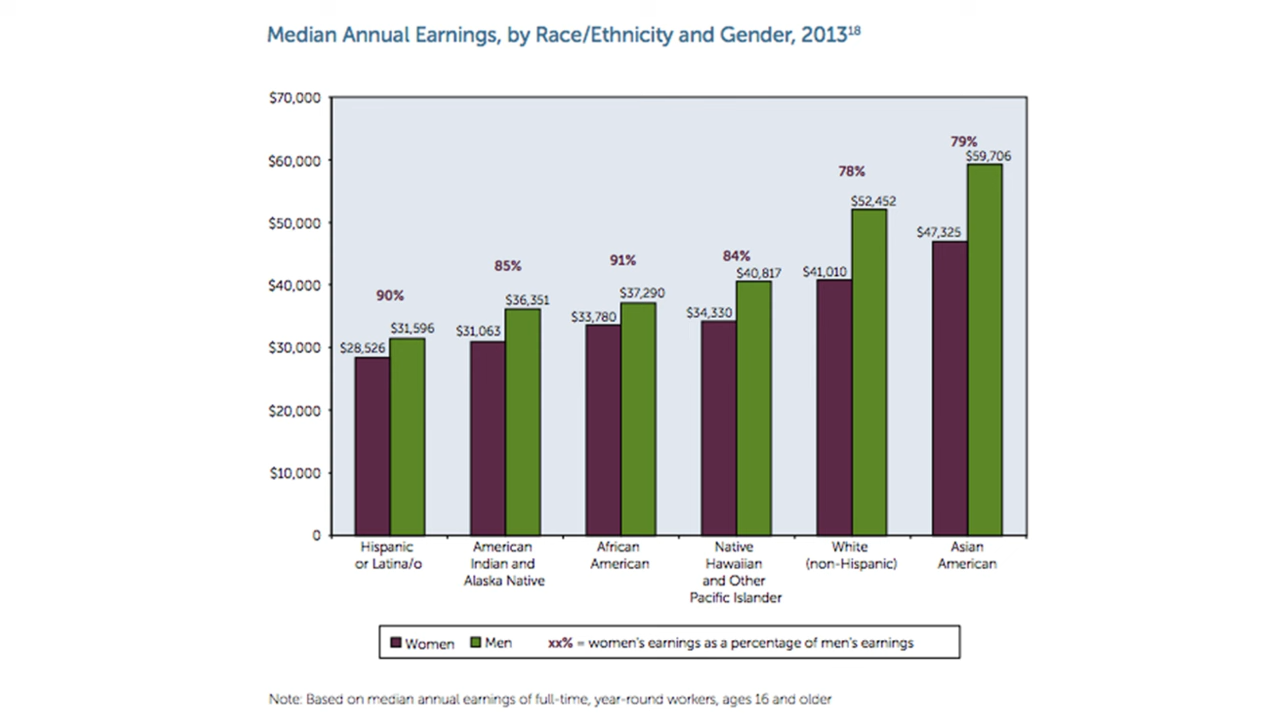 Median Annual Earnings, by Race/Ethnicity and Gender, 2013¹⁸
$70,000
$60,000
$50,000
$40,000
$30,000
$20,000
$10,000
0
90%
$28,526
$31,596
85%
$31,063
$36,351
91%
$33,780
$37,290
84%
$34,330
$40,817
78%
$41,010
$52,452
79%
$47,325
$59,706
Hispanic
or Latina/o
American
Indian and
Alaska Native
African
American
Native
Hawaiian
and Other
Pacific Islander
White
(non-Hispanic)
Asian
American
Women Men xx% = women's earnings as a percentage of men's earnings
Note: Based on median annual earnings of full-time, year-round workers, ages 16 and older